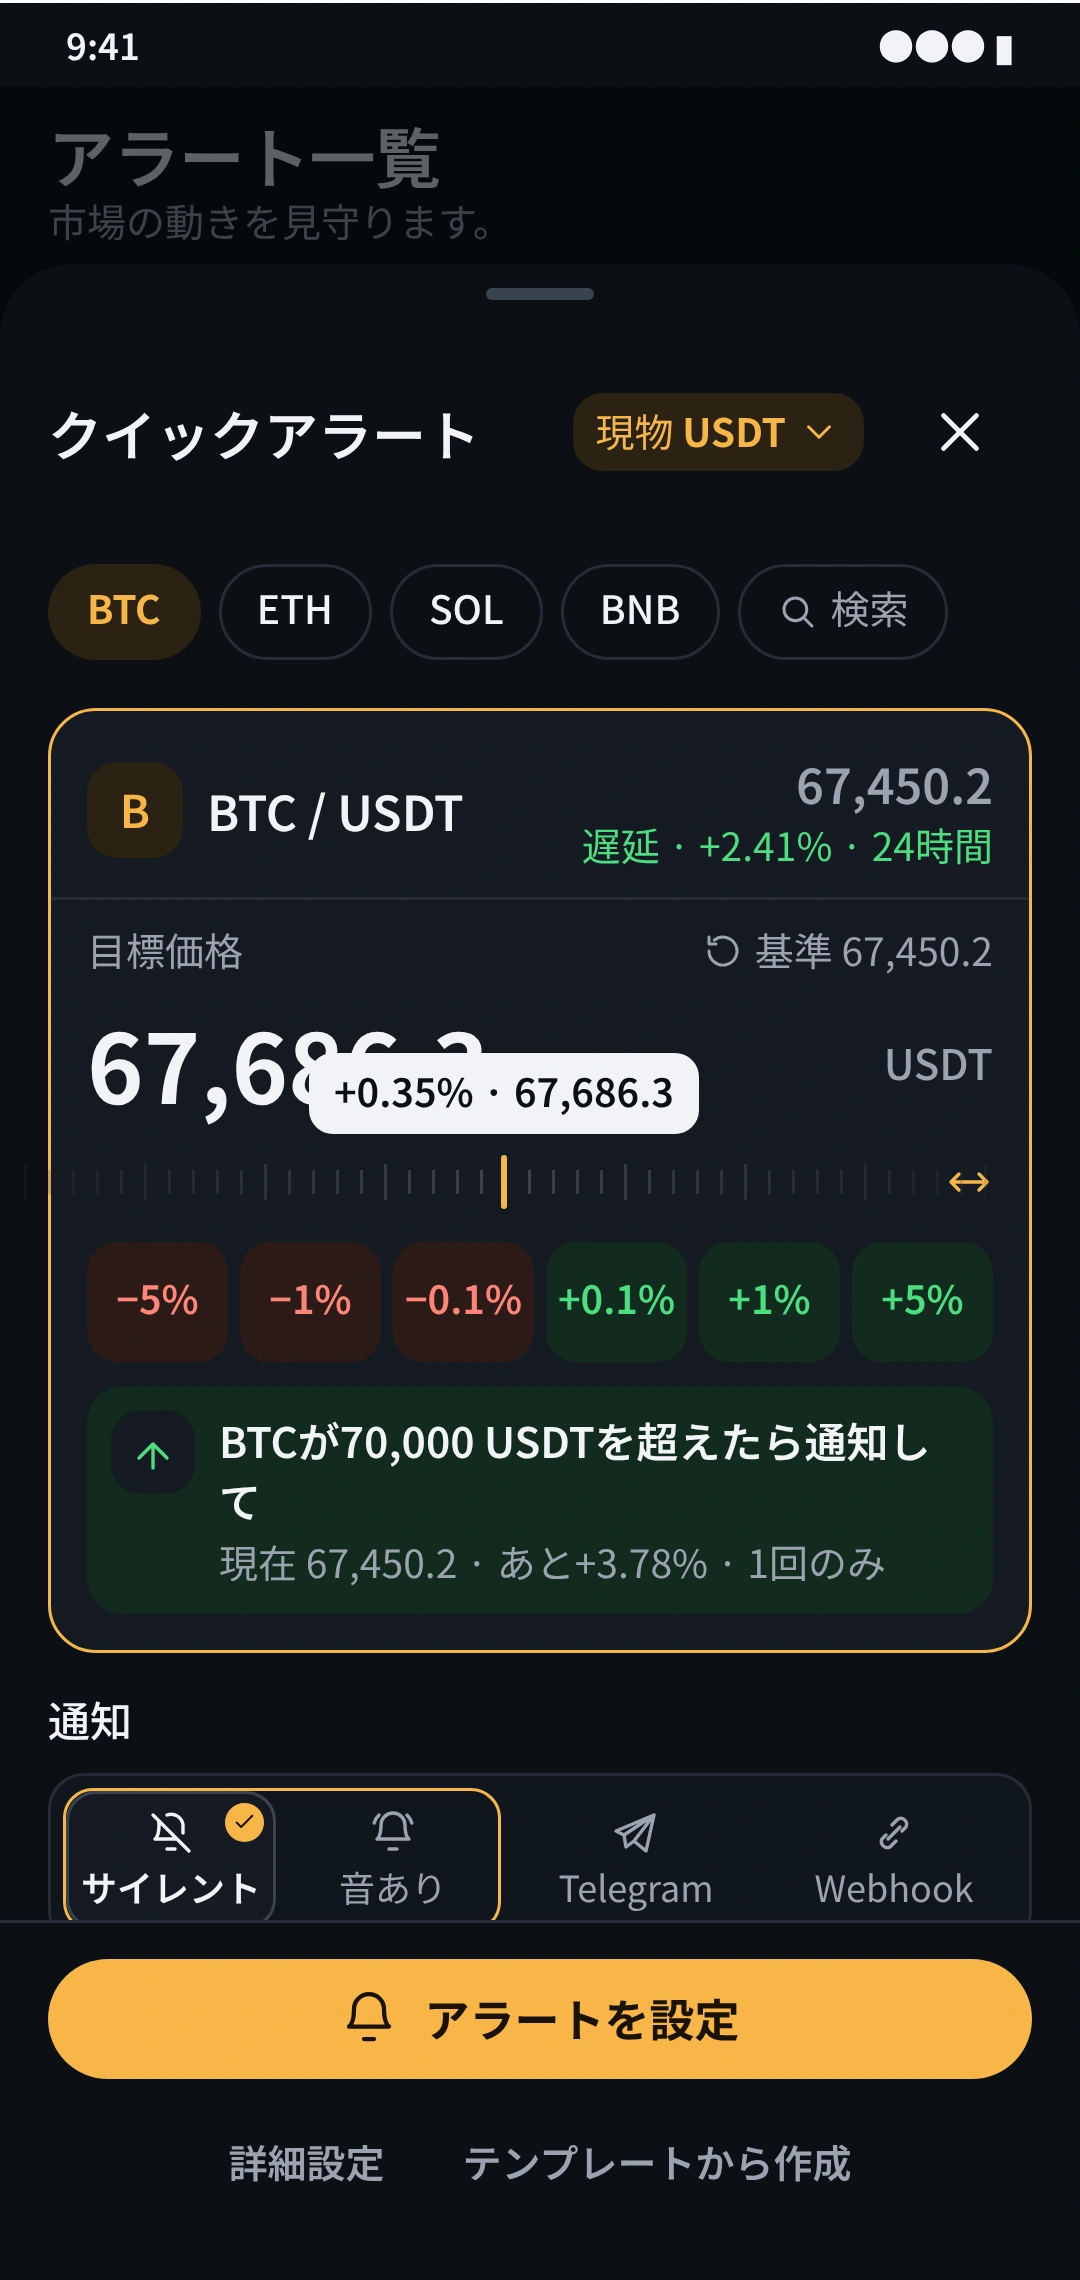 9:41
アラート一覧
市場の動きを見守ります。
クイックアラート
現物 USDT
BTC
ETH
SOL
BNB
検索
B
BTC / USDT
67,450.2
遅延 · +2.41% · 24時間
目標価格
基準 67,450.2
67,686.3
USDT
+0.35% · 67,686.3
−5%
−1%
−0.1%
+0.1%
+1%
+5%
BTCが70,000 USDTを超えたら通知し
て
現在 67,450.2 · あと+3.78% · 1回のみ
通知
サイレント
音あり
Telegram
Webhook
アラートを設定
詳細設定
テンプレートから作成